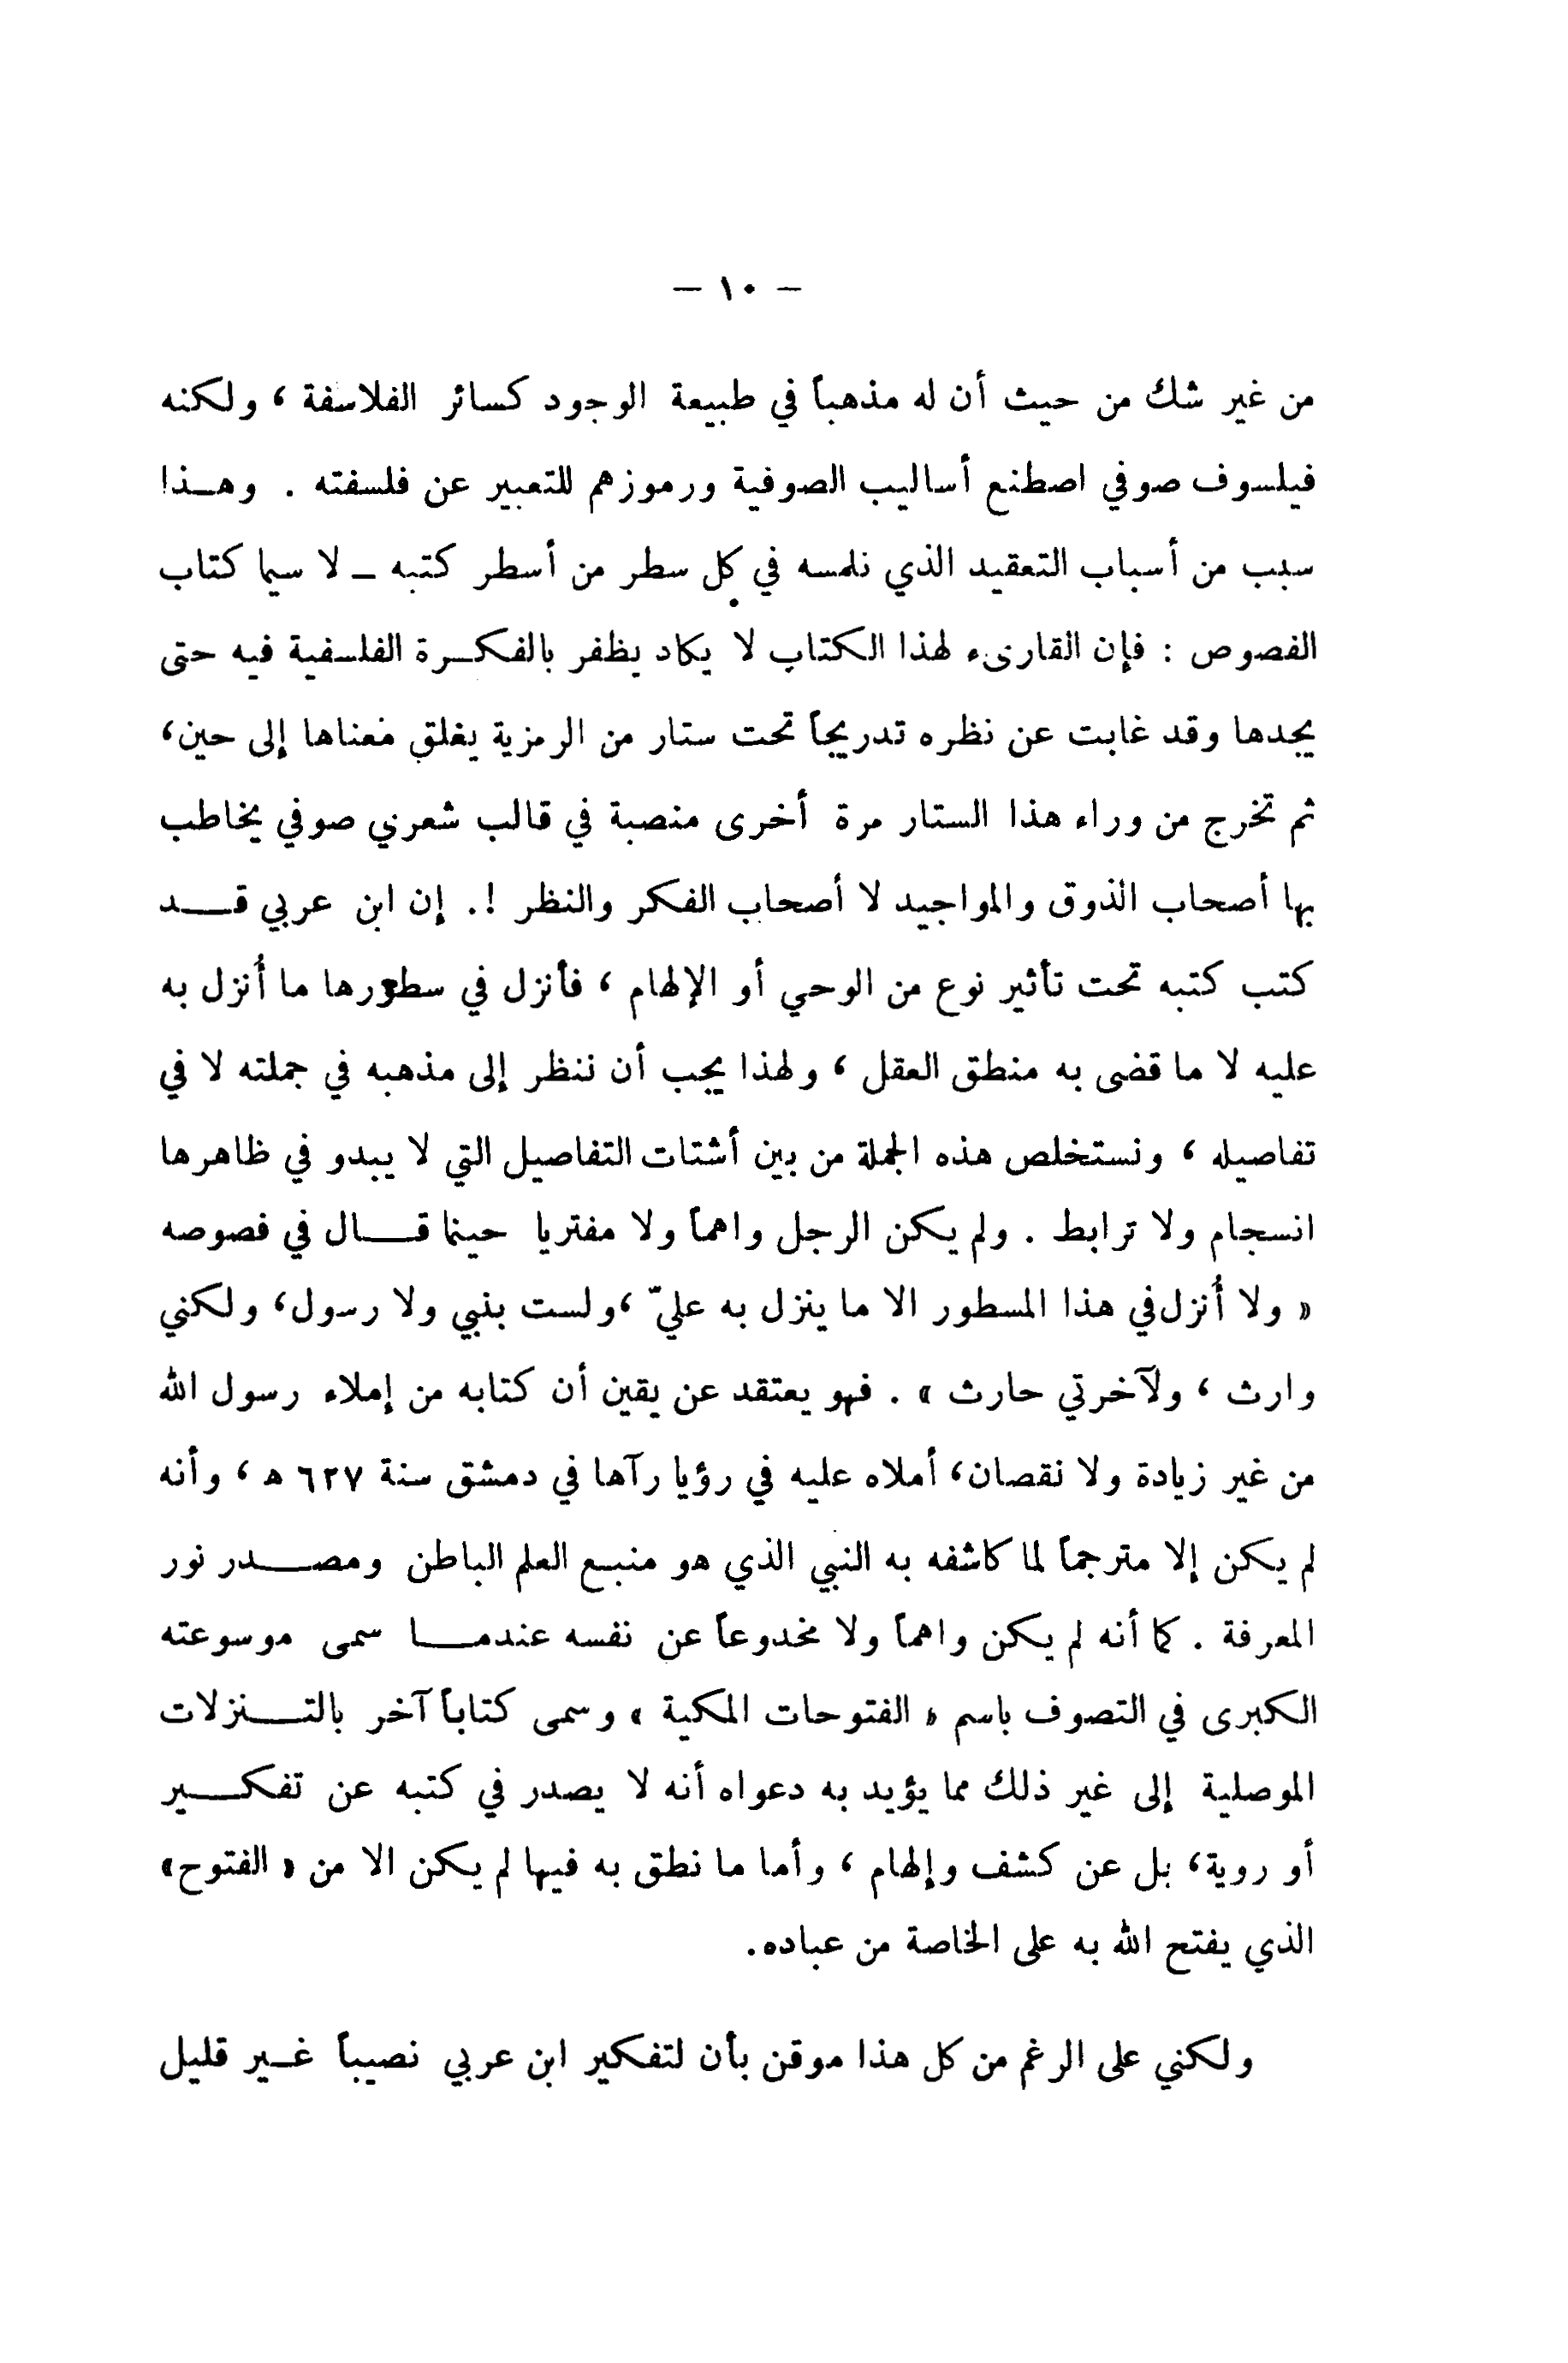 – ١٠ –
من غير شك من حيث أن له مذهباً في طبيعة الوجود كسائر الفلاسفة ، ولكنه
فيلسوف صوفي اصطنع أساليب الصوفية ورموزهم للتعبير عن فلسفته . وهذا
سبب من أسباب التعقيد الذي نلمسه في كل سطر من أسطر كتبه – لا سيما كتاب
الفصوص : فإن القارىء لهذا الكتاب لا يكاد يظفر بالفكرة الفلسفية فيه حتى
يجدها وقد غابت عن نظره تدريجاً تحت ستار من الرمزية يغلق معناها إلى حين،
ثم تخرج من وراء هذا الستار مرة أخرى منصبة في قالب شعري صوفي يخاطب
بها أصحاب الذوق والمواجيد لا أصحاب الفكر والنظر !. إن ابن عربي قد
كتب كتبه تحت تأثير نوع من الوحي أو الإلهام ، فأنزل في سطورها ما أُنزل به
عليه لا ما قضى به منطق العقل ، ولهذا يجب أن ننظر إلى مذهبه في جملته لا في
تفاصيله ، ونستخلص هذه الجملة من بين أشتات التفاصيل التي لا يبدو في ظاهرها
انسجام ولا ترابط . ولم يكن الرجل واهماً ولا مفتريا حينما قال في فصوصه
« ولا أُنزل في هذا المسطور الا ما ينزل به عليّ ،ولست بنبي ولا رسول، ولكني
وارث ، ولآخرتي حارث » . فهو يعتقد عن يقين أن كتابه من إملاء رسول الله
من غير زيادة ولا نقصان، أملاه عليه في رؤيا رآها في دمشق سنة ٦٢٧ ه ، وأنه
لم يكن إلا مترجماً لما كاشفه به النبي الذي هو منبع العلم الباطن ومصدر نور
المعرفة . كما أنه لم يكن واهماً ولا مخدوعاً عن نفسه عندما سمى موسوعته
الكبرى في التصوف باسم « الفتوحات المكية » وسمى كتاباً آخر بالتنزلات
الموصلية إلى غير ذلك مما يؤيد به دعواه أنه لا يصدر في كتبه عن تفكير
أو روية، بل عن كشف وإلهام ، وأما ما نطق به فيها لم يكن الا من « الفتوح»
الذي يفتح الله به على الخاصة من عباده.
ولكني على الرغم من كل هذا موقن بأن لتفكير ابن عربي نصيباً غير قليل